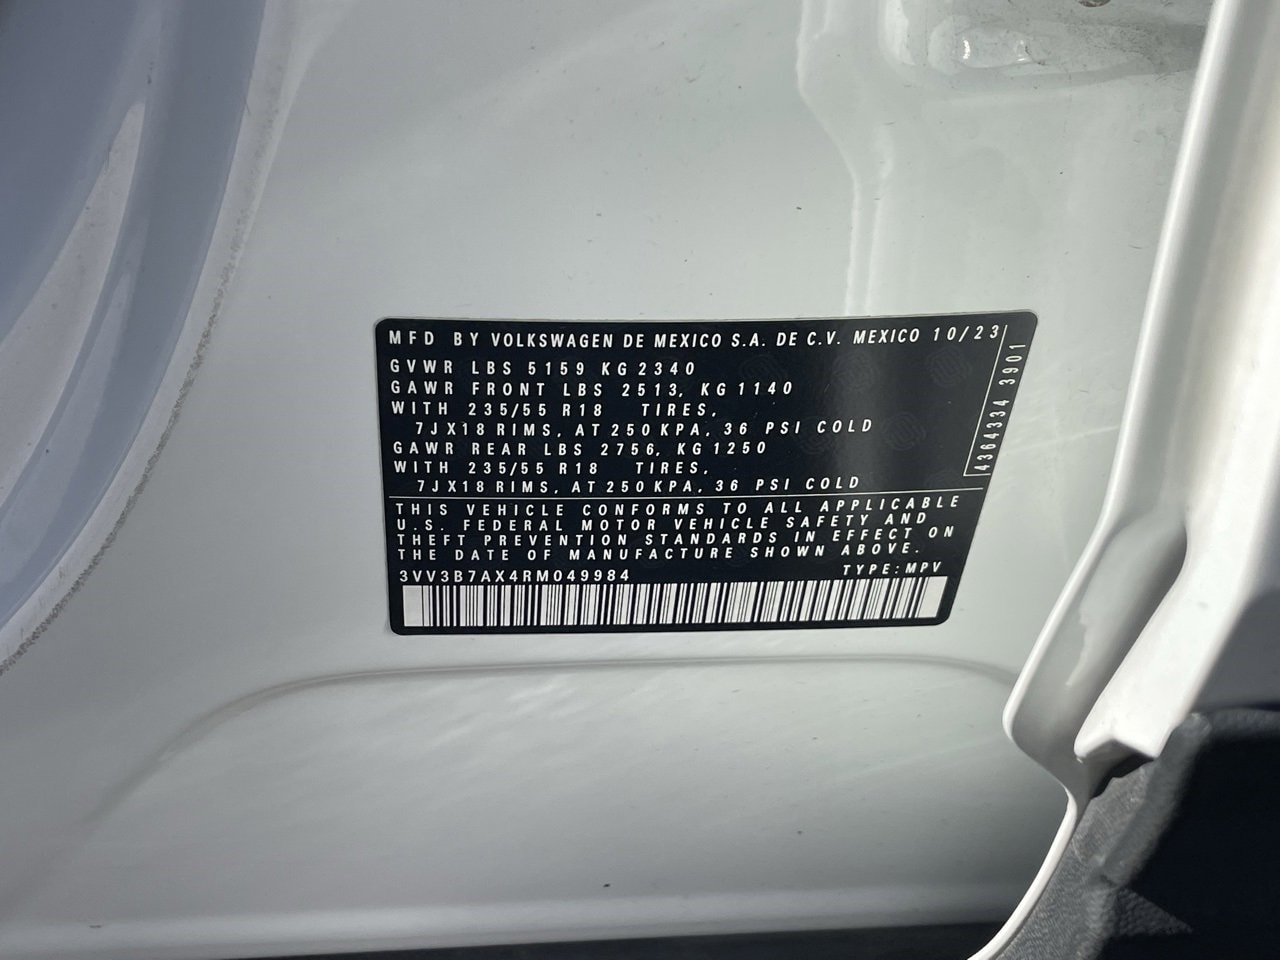 MFD BY VOLKSWAGEN DE MEXICO S.A. DE C.V. MEXICO 10/23
GVWR LBS 5159 KG 2340
GAWR FRONT LBS 2513, KG 1140
WITH 235/55 R18 TIRES,
7JX18 RIMS, AT 250 KPA, 36 PSI COLD
GAWR REAR LBS 2756, KG 1250
WITH 235/55 R18 TIRES,
7JX18 RIMS, AT 250 KPA, 36 PSI COLD
4364334 3901
THIS VEHICLE CONFORMS TO ALL APPLICABLE
U.S. FEDERAL MOTOR VEHICLE SAFETY AND
THEFT PREVENTION STANDARDS IN EFFECT ON
THE DATE OF MANUFACTURE SHOWN ABOVE.
3VV3B7AX4RM049984 TYPE: MPV